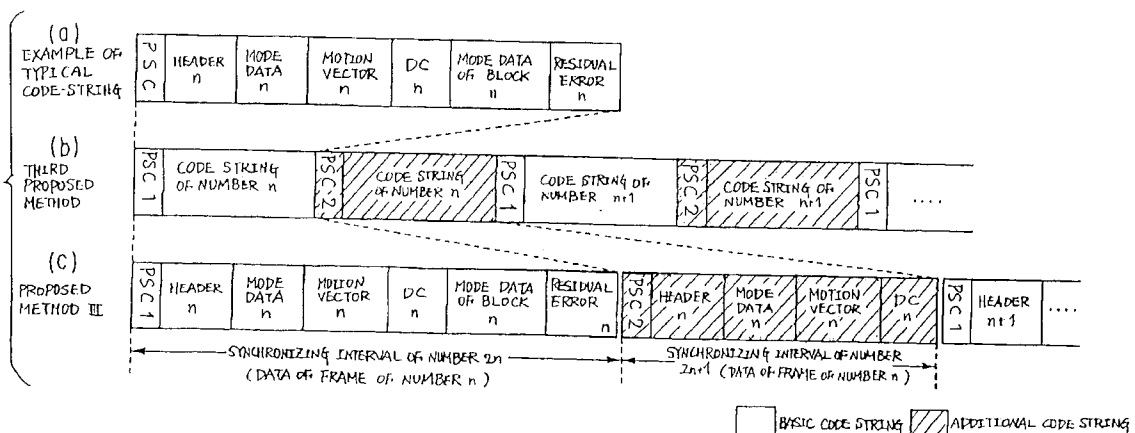 (a)
EXAMPLE OF
TYPICAL
CODE-STRING
PSC
HEADER
n
MODE
DATA
n
MOTION
VECTOR
n
DC
n
MODE DATA
OF BLOCK
n
RESIDUAL
ERROR
n
(b)
THIRD
PROPOSED
METHOD
PSC 1
CODE STRING
OF NUMBER n
PSC 2
CODE STRING
OF NUMBER n
PSC 1
CODE STRING OF
NUMBER n+1
PSC 2
CODE STRING OF
NUMBER n+1
PSC 1
....
(c)
PROPOSED
METHOD III
PSC 1
HEADER
n
MODE
DATA
n
MOTION
VECTOR
n
DC
n
MODE DATA
OF BLOCK
n
RESIDUAL
ERROR
n
PSC 2
HEADER
n'
MODE
DATA
n'
MOTION
VECTOR
n'
DC
n'
PSC 1
HEADER
n+1
....
SYNCHRONIZING INTERVAL OF NUMBER 2n
(DATA OF FRAME OF NUMBER n)
SYNCHRONIZING INTERVAL OF NUMBER
2n+1 (DATA OF FRAME OF NUMBER n)
BASIC CODE STRING
ADDITIONAL CODE STRING